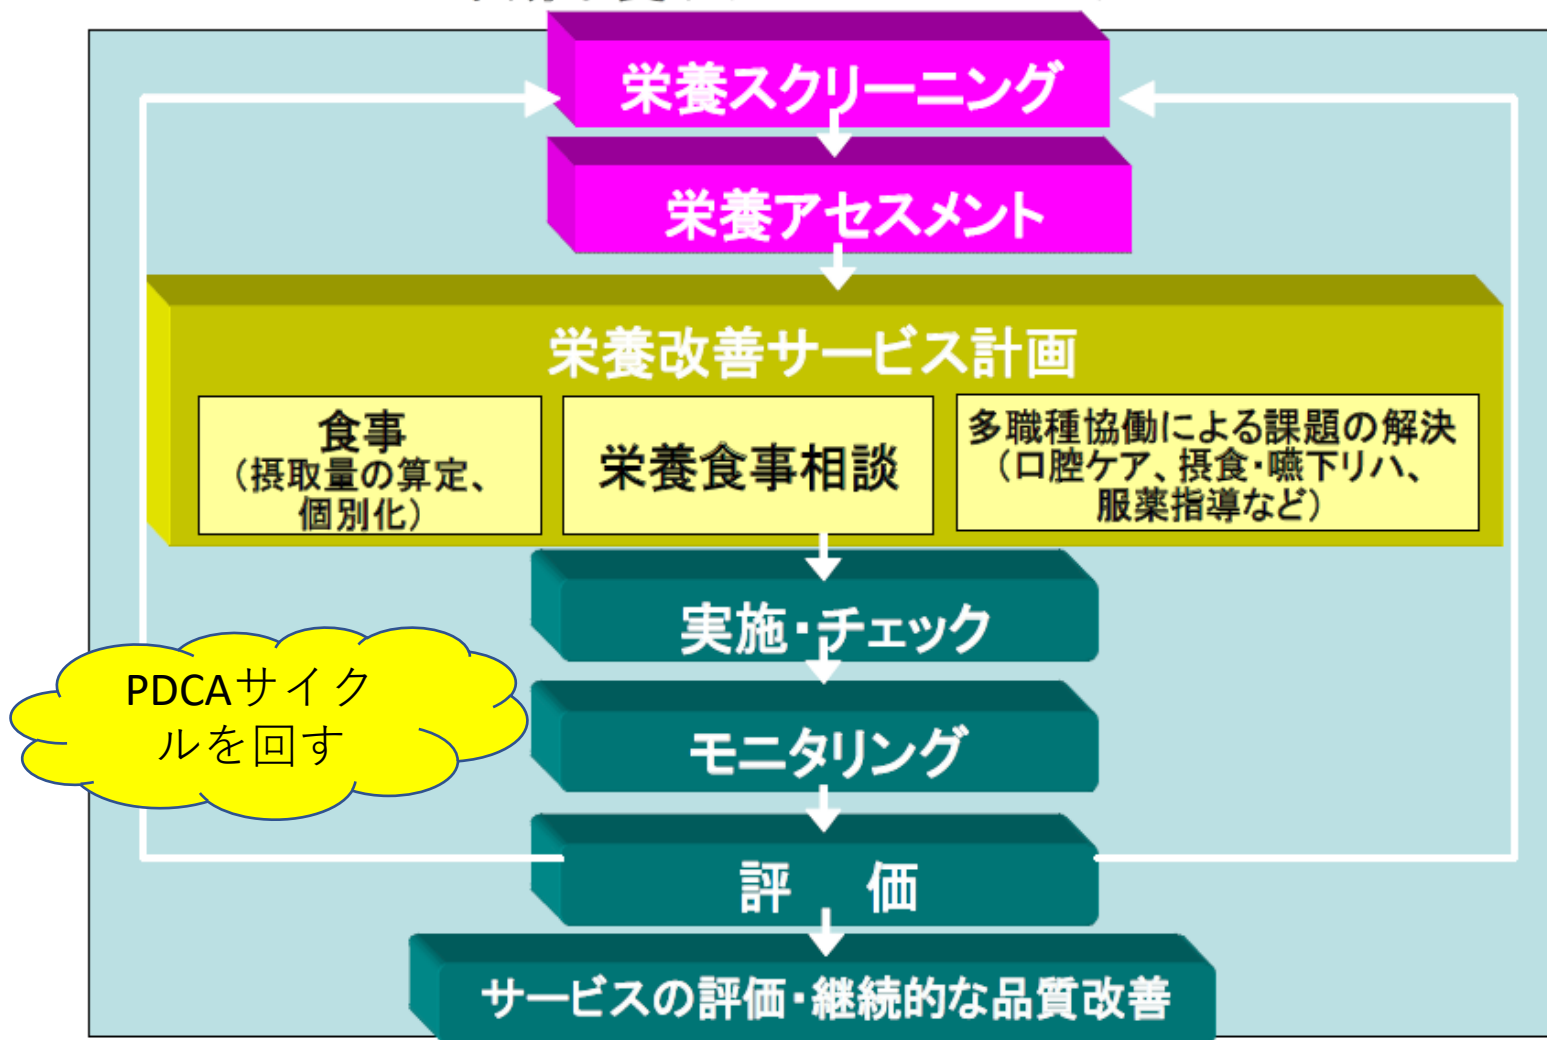 栄養スクリーニング
栄養アセスメント
栄養改善サービス計画
食事
（摂取量の算定、
個別化）
栄養食事相談
多職種協働による課題の解決
（口腔ケア、摂食・嚥下リハ、
服薬指導など）
実施・チェック
PDCAサイク
ルを回す
モニタリング
評　価
サービスの評価・継続的な品質改善